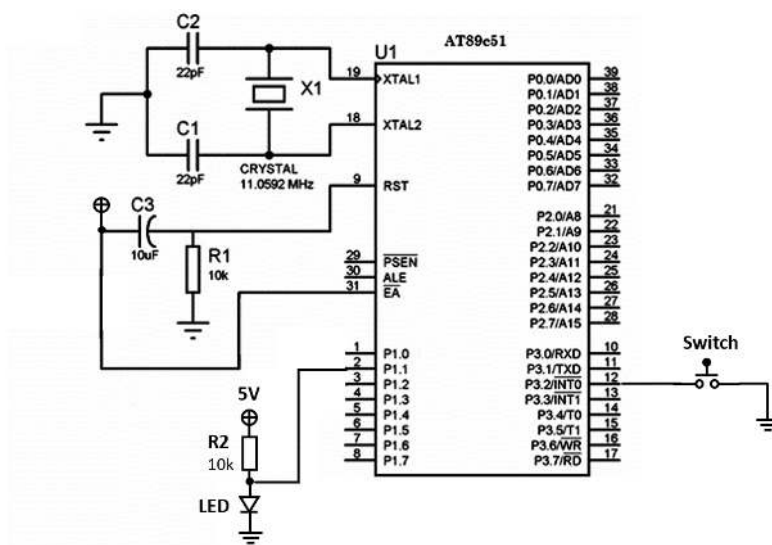 AT89c51
U1
C2
22pF
C1
22pF
X1
CRYSTAL
11.0592 MHz
C3
10uF
R1
10k
19 XTAL1
18 XTAL2
9 RST
29 PSEN
30 ALE
31 EA
1 P1.0
2 P1.1
3 P1.2
4 P1.3
5 P1.4
6 P1.5
7 P1.6
8 P1.7
P0.0/AD0 39
P0.1/AD1 38
P0.2/AD2 37
P0.3/AD3 36
P0.4/AD4 35
P0.5/AD5 34
P0.6/AD6 33
P0.7/AD7 32
P2.0/A8 21
P2.1/A9 22
P2.2/A10 23
P2.3/A11 24
P2.4/A12 25
P2.5/A13 26
P2.6/A14 27
P2.7/A15 28
P3.0/RXD 10
P3.1/TXD 11
P3.2/INT0 12
P3.3/INT1 13
P3.4/T0 14
P3.5/T1 15
P3.6/WR 16
P3.7/RD 17
Switch
5V
R2
10k
LED